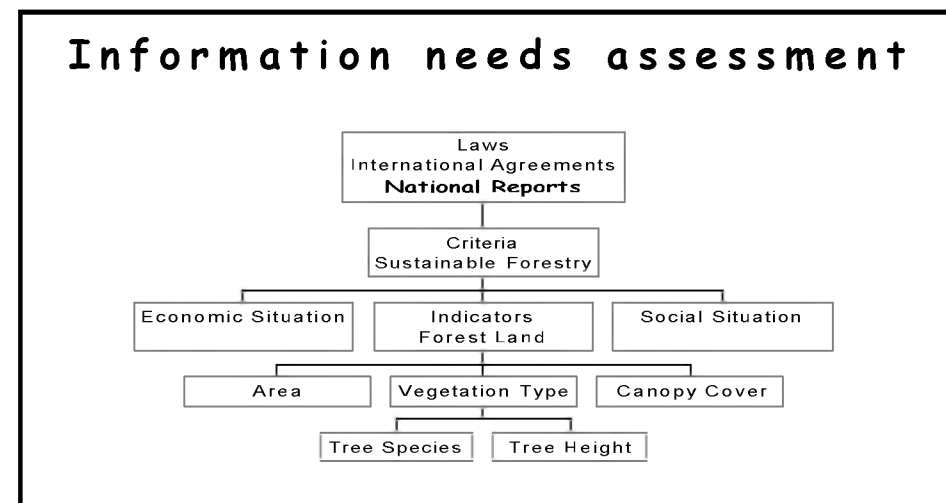 Information needs assessment
Laws
International Agreements
National Reports
Criteria
Sustainable Forestry
Economic Situation
Indicators
Forest Land
Social Situation
Area
Vegetation Type
Canopy Cover
Tree Species
Tree Height